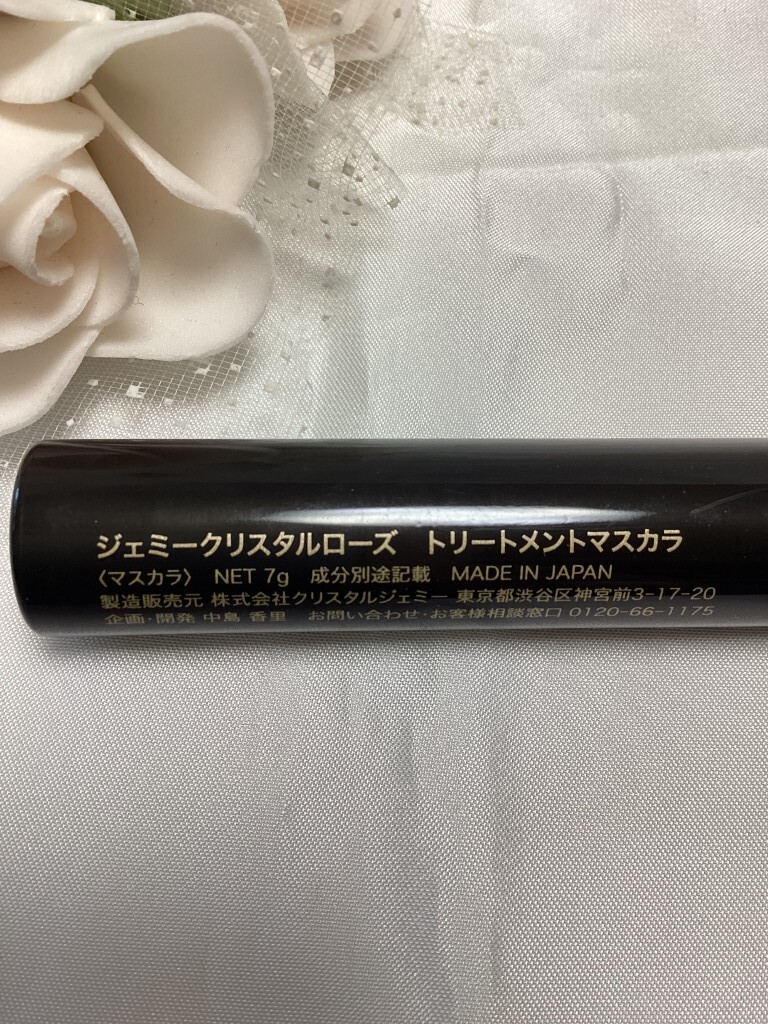 ジェミークリスタルローズ　トリートメントマスカラ
〈マスカラ〉　NET 7g　成分別途記載　MADE IN JAPAN
製造販売元 株式会社クリスタルジェミー 東京都渋谷区神宮前3-17-20
企画・開発 中島 香里　お問い合わせ・お客様相談窓口 0120-66-1175